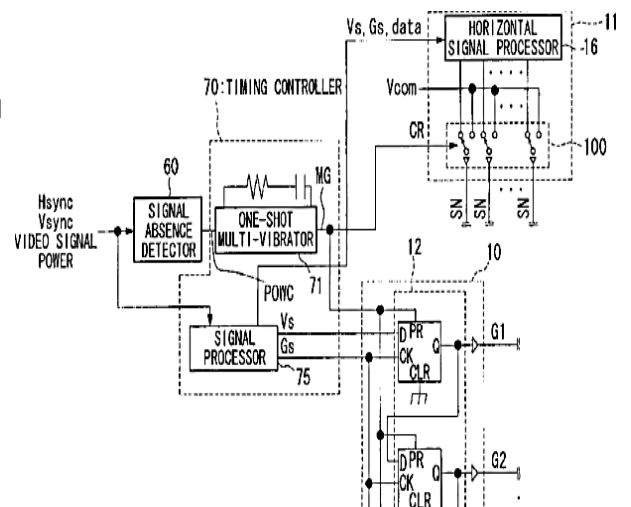 Vs, Gs, data
HORIZONTAL
SIGNAL PROCESSOR
11
16
70:TIMING CONTROLLER
Vcom
CR
100
60
MG
SN
SN
SN
Hsync
Vsync
VIDEO SIGNAL
POWER
SIGNAL
ABSENCE
DETECTOR
ONE-SHOT
MULTI-VIBRATOR
71
POWC
12
10
SIGNAL
PROCESSOR
75
Vs
Gs
D PR Q
CK
CLR
G1
D PR Q
CK
CLR
G2